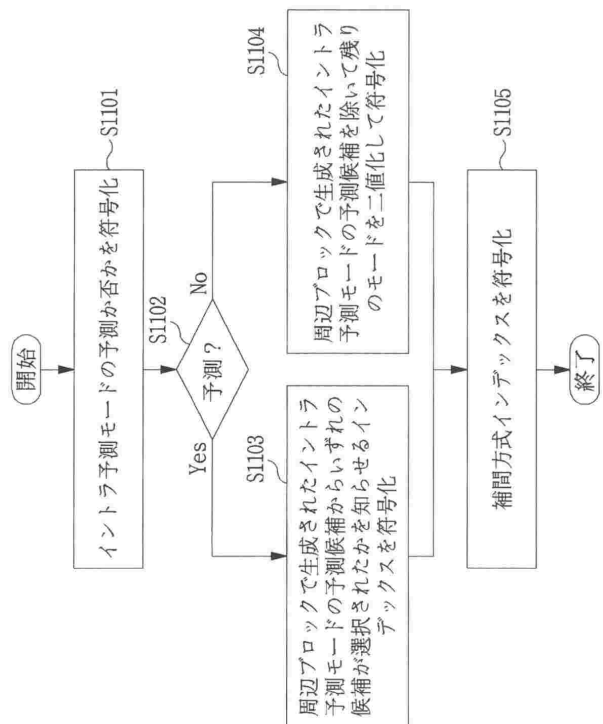 開始
S1101
イントラ予測モードの予測か否かを符号化
S1102
予測？
Yes
No
S1103
周辺ブロックで生成されたイントラ
予測モードの予測候補からいずれの
候補が選択されたかを知らせるイン
デックスを符号化
S1104
周辺ブロックで生成されたイントラ
予測モードの予測候補を除いて残り
のモードを二値化して符号化
S1105
補間方式インデックスを符号化
終了